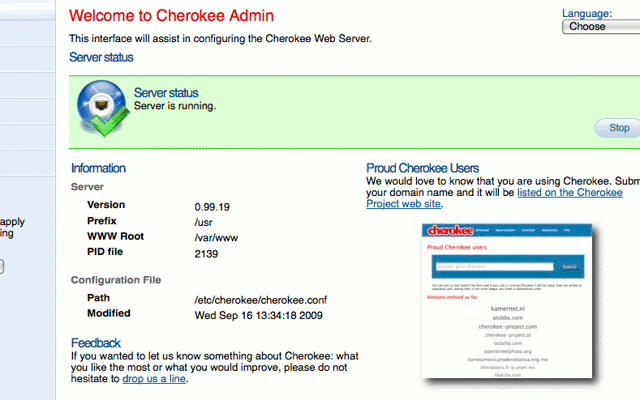 Welcome to Cherokee Admin
Language:
Choose
This interface will assist in configuring the Cherokee Web Server.
Server status
Server status
Server is running.
Stop
Information
Server
Version 0.99.19
Prefix /usr
WWW Root /var/www
PID file 2139
Configuration File
Path /etc/cherokee/cherokee.conf
Modified Wed Sep 16 13:34:18 2009
Feedback
If you wanted to let us know something about Cherokee: what
you like the most or what you would improve, please do not
hesitate to drop us a line.
apply
ing
Proud Cherokee Users
We would love to know that you are using Cherokee. Subm
your domain name and it will be listed on the Cherokee
Project web site.
cherokee
Proud Cherokee users
Submit your domain
Submit
Domains enlisted so far:
kamernet.nl
alobbs.com
cherokee-project.com
cherokee-project.pl
octality.com
openstreetphoto.org